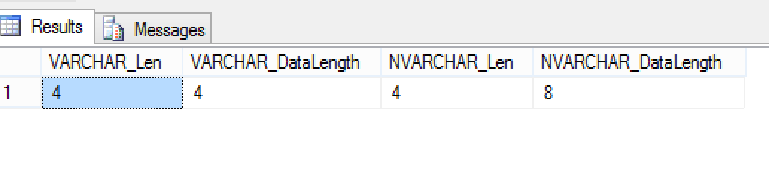 Results Messages
VARCHAR_Len VARCHAR_DataLength NVARCHAR_Len NVARCHAR_DataLength
1 4 4 4 8